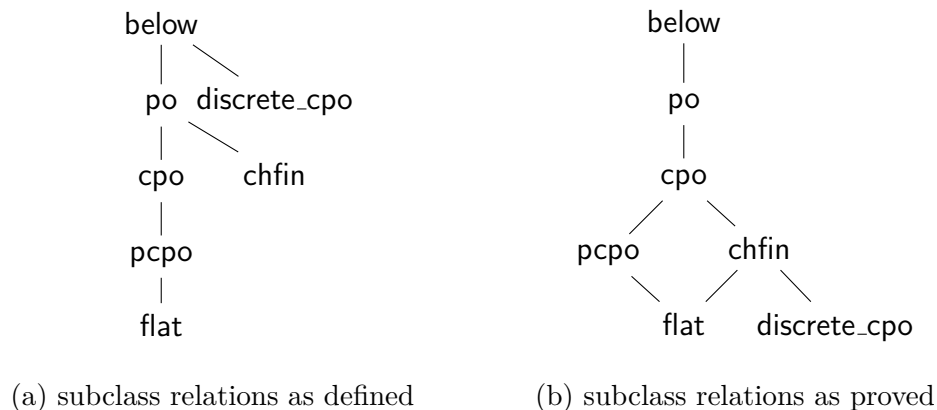 below
po discrete_cpo
cpo chfin
pcpo
flat
(a) subclass relations as defined
below
po
cpo
pcpo chfin
flat discrete_cpo
(b) subclass relations as proved